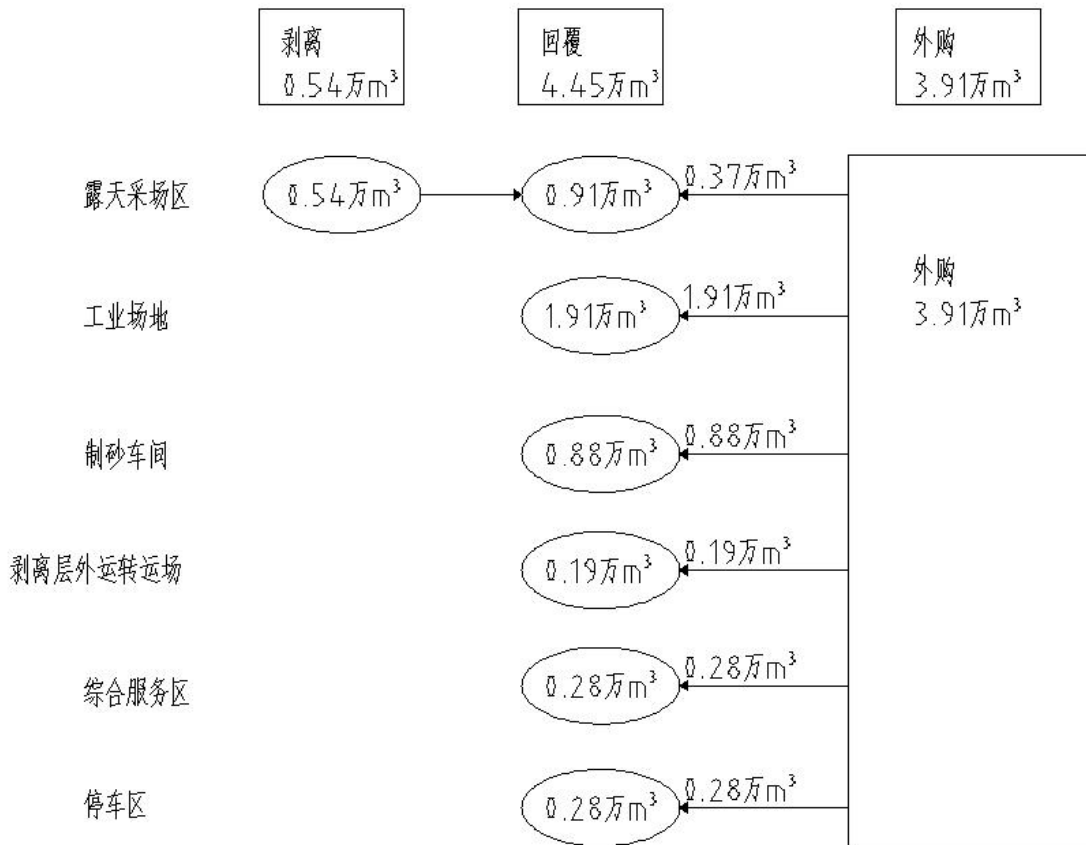 剥离
0.54万m³
回覆
4.45万m³
外购
3.91万m³
露天采场区
0.54万m³
0.91万m³
0.37万m³
外购
3.91万m³
工业场地
1.91万m³
1.91万m³
制砂车间
0.88万m³
0.88万m³
剥离层外运转运场
0.19万m³
0.19万m³
综合服务区
0.28万m³
0.28万m³
停车区
0.28万m³
0.28万m³